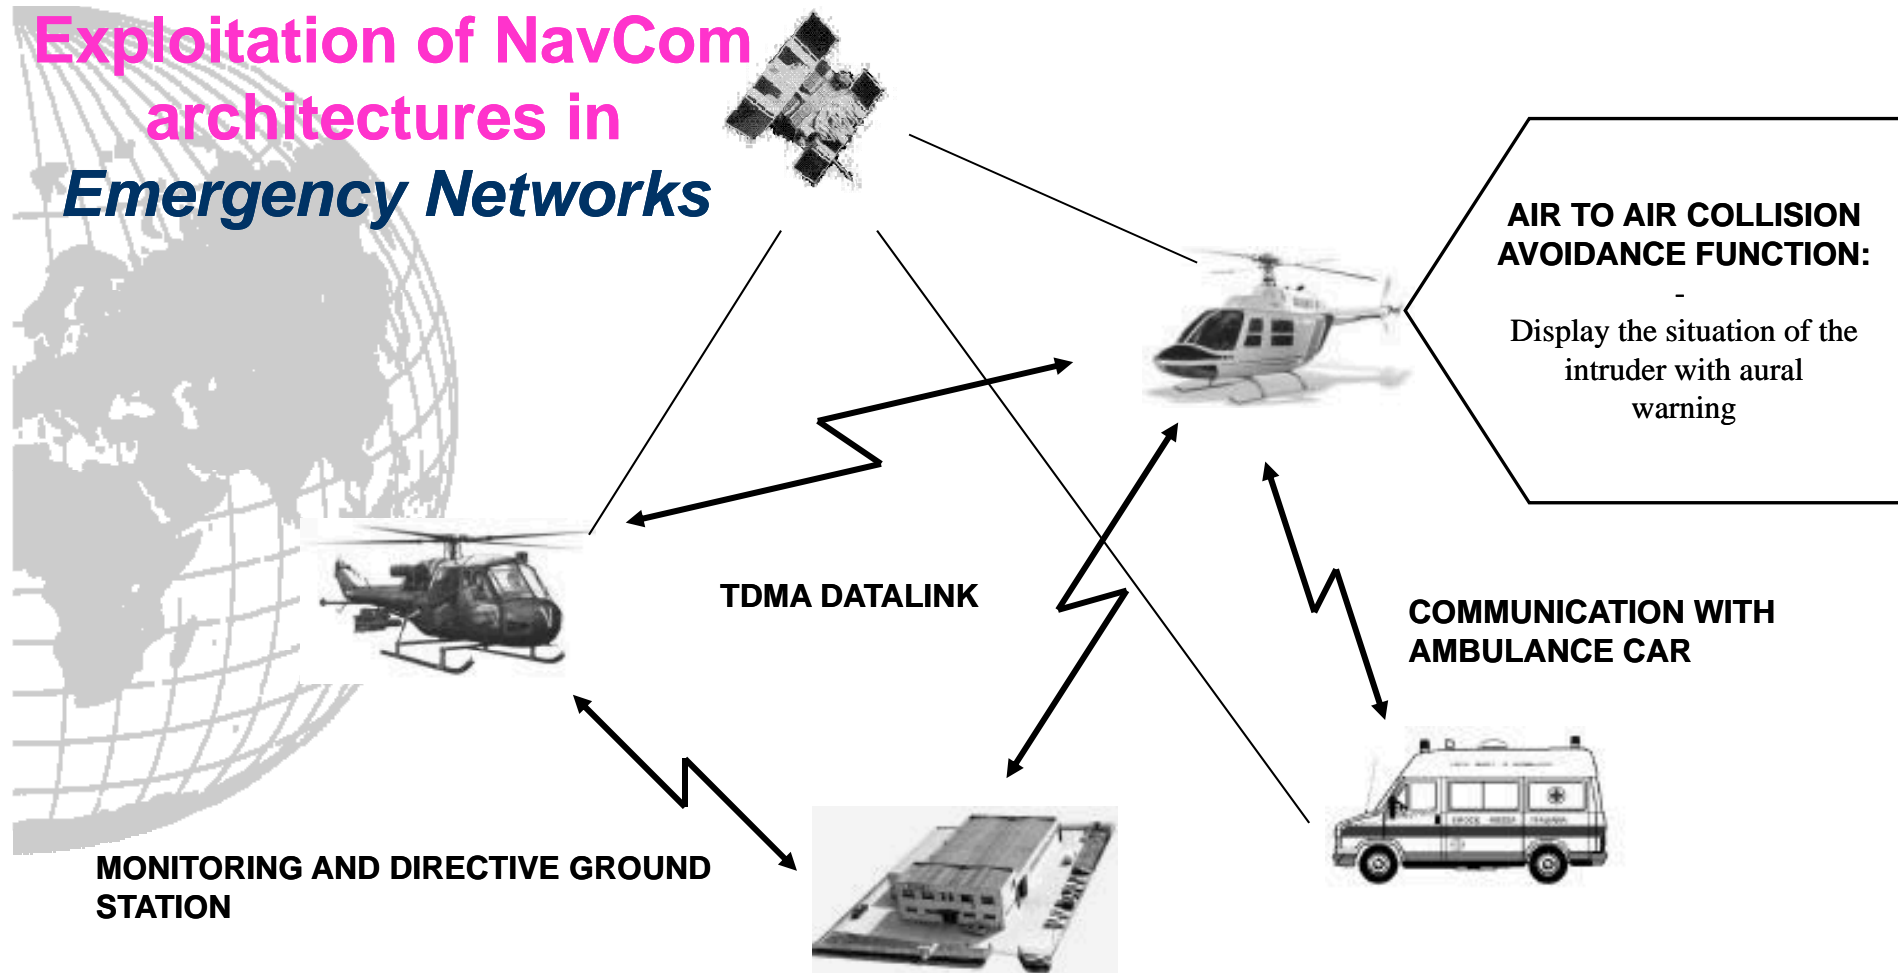 Exploitation of NavCom
architectures in
Emergency Networks
AIR TO AIR COLLISION
AVOIDANCE FUNCTION:
-
Display the situation of the
intruder with aural
warning
TDMA DATALINK
COMMUNICATION WITH
AMBULANCE CAR
MONITORING AND DIRECTIVE GROUND
STATION